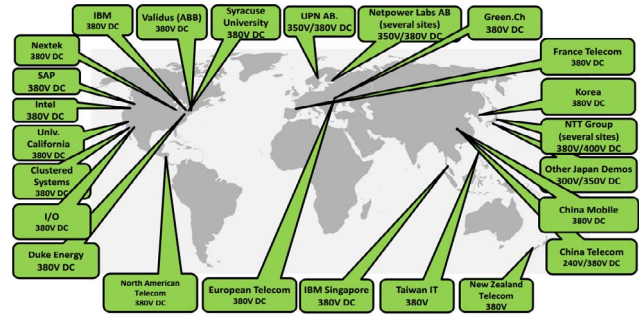 IBM
380V DC
Validus (ABB)
380V DC
Syracuse
University
380V DC
UPN AB.
350V/380V DC
Netpower Labs AB
(several sites)
350V/380V DC
Green.Ch
380V DC
Nextek
380V DC
France Telecom
380V DC
SAP
380V DC
Korea
380V DC
Intel
380V DC
NTT Group
(several sites)
380V/400V DC
Univ.
California
380V DC
Other Japan Demos
300V/350V DC
Clustered
Systems
380V DC
China Mobile
380V DC
I/O
380V DC
China Telecom
240V/380V DC
Duke Energy
380V DC
North American
Telecom
380V DC
European Telecom
380V DC
IBM Singapore
380V DC
Taiwan IT
380V
New Zealand
Telecom
380V